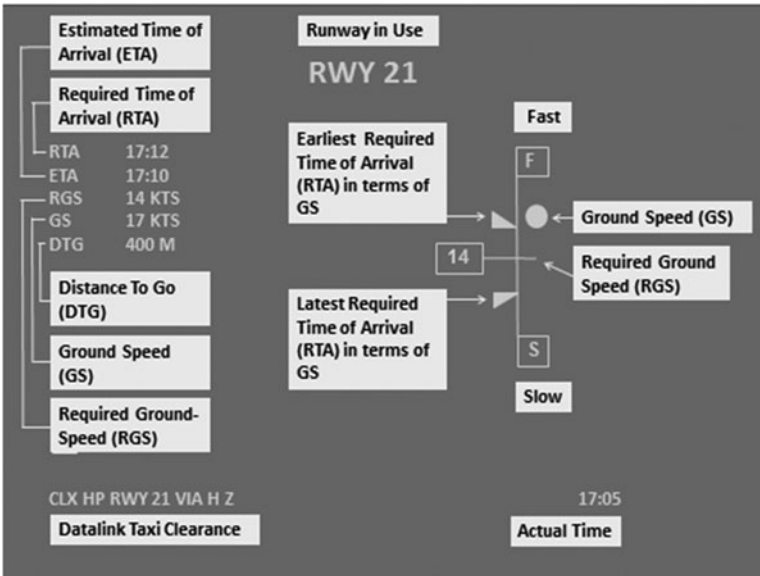 Estimated Time of
Arrival (ETA)
Required Time of
Arrival (RTA)
RTA 17:12
ETA 17:10
RGS 14 KTS
GS 17 KTS
DTG 400 M
Distance To Go
(DTG)
Ground Speed
(GS)
Required Ground-
Speed (RGS)
Runway in Use
RWY 21
Fast
F
Earliest Required
Time of Arrival
(RTA) in terms of
GS
Ground Speed (GS)
14
Required Ground
Speed (RGS)
Latest Required
Time of Arrival
(RTA) in terms of
GS
S
Slow
CLX HP RWY 21 VIA H Z
Datalink Taxi Clearance
17:05
Actual Time